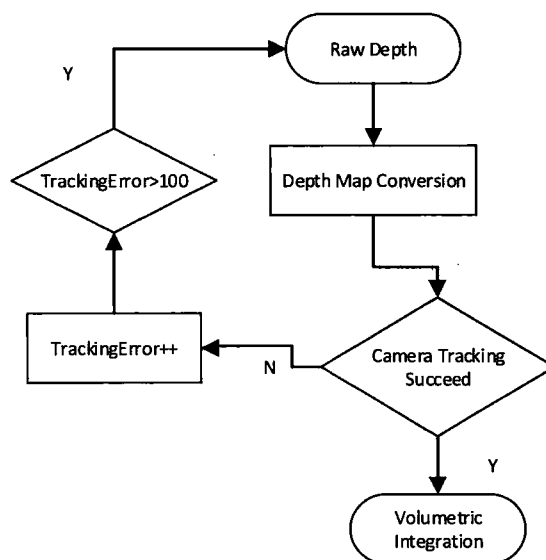 Raw Depth
Y
TrackingError>100
Depth Map Conversion
TrackingError++
N
Camera Tracking
Succeed
Y
Volumetric
Integration